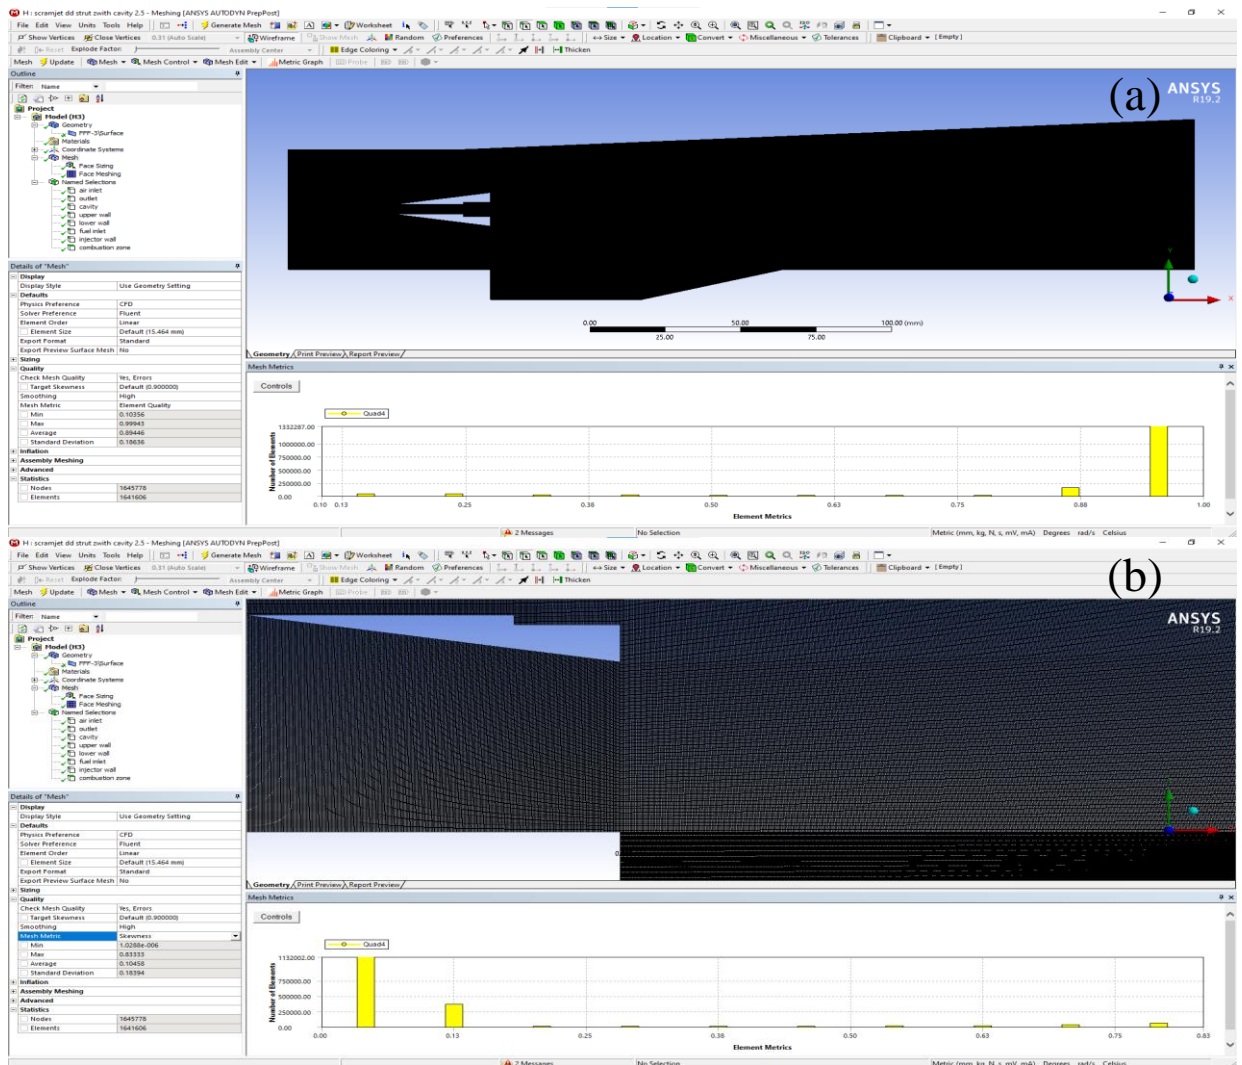 H : scramjet dd strut zwith cavity 2.5 - Meshing [ANSYS AUTODYN PrepPost]
File Edit View Units Tools Help Generate Mesh Worksheet
Show Vertices Close Vertices 0.31 (Auto Scale) Wireframe Show Mesh Random Preferences Size Location Convert Miscellaneous Tolerances Clipboard [Empty]
Reset Explode Factor: Assembly Center Edge Coloring Thicken
Mesh Update Mesh Mesh Control Mesh Edit Metric Graph Probe
Outline
Filter: Name
Project
Model (H3)
Geometry
FFF-3\Surface
Materials
Coordinate Systems
Mesh
Face Sizing
Face Meshing
Named Selections
air inlet
outlet
cavity
upper wall
lower wall
fuel inlet
injector wall
combustion zone
Details of "Mesh"
Display
Display Style Use Geometry Setting
Defaults
Physics Preference CFD
Solver Preference Fluent
Element Order Linear
Element Size Default (15.464 mm)
Export Format Standard
Export Preview Surface Mesh No
Sizing
Quality
Check Mesh Quality Yes, Errors
Target Skewness Default (0.900000)
Smoothing High
Mesh Metric Element Quality
Min 0.10356
Max 0.99943
Average 0.89446
Standard Deviation 0.18636
Inflation
Assembly Meshing
Advanced
Statistics
Nodes 1645778
Elements 1641606
(a)
ANSYS
R19.2
Y
X
0.00 50.00 100.00 (mm)
25.00 75.00
Geometry Print Preview Report Preview
Mesh Metrics
Controls
Quad4
Number of Elements
1332287.00
1000000.00
750000.00
500000.00
250000.00
0.00
0.10 0.13 0.25 0.38 0.50 0.63 0.75 0.88 1.00
Element Metrics
2 Messages No Selection Metric (mm, kg, N, s, mV, mA) Degrees rad/s Celsius
H : scramjet dd strut zwith cavity 2.5 - Meshing [ANSYS AUTODYN PrepPost]
File Edit View Units Tools Help Generate Mesh Worksheet
Show Vertices Close Vertices 0.31 (Auto Scale) Wireframe Show Mesh Random Preferences Size Location Convert Miscellaneous Tolerances Clipboard [Empty]
Reset Explode Factor: Assembly Center Edge Coloring Thicken
Mesh Update Mesh Mesh Control Mesh Edit Metric Graph Probe
Outline
Filter: Name
Project
Model (H3)
Geometry
FFF-3\Surface
Materials
Coordinate Systems
Mesh
Face Sizing
Face Meshing
Named Selections
air inlet
outlet
cavity
upper wall
lower wall
fuel inlet
injector wall
combustion zone
Details of "Mesh"
Display
Display Style Use Geometry Setting
Defaults
Physics Preference CFD
Solver Preference Fluent
Element Order Linear
Element Size Default (15.464 mm)
Export Format Standard
Export Preview Surface Mesh No
Sizing
Quality
Check Mesh Quality Yes, Errors
Target Skewness Default (0.900000)
Smoothing High
Mesh Metric Skewness
Min 1.0288e-006
Max 0.83333
Average 0.10458
Standard Deviation 0.18394
Inflation
Assembly Meshing
Advanced
Statistics
Nodes 1645778
Elements 1641606
(b)
ANSYS
R19.2
Geometry Print Preview Report Preview
Mesh Metrics
Controls
Quad4
Number of Elements
1132002.00
750000.00
500000.00
250000.00
0.00
0.00 0.13 0.25 0.38 0.50 0.63 0.75 0.83
Element Metrics
2 Messages No Selection Metric (mm, kg, N, s, mV, mA) Degrees rad/s Celsius